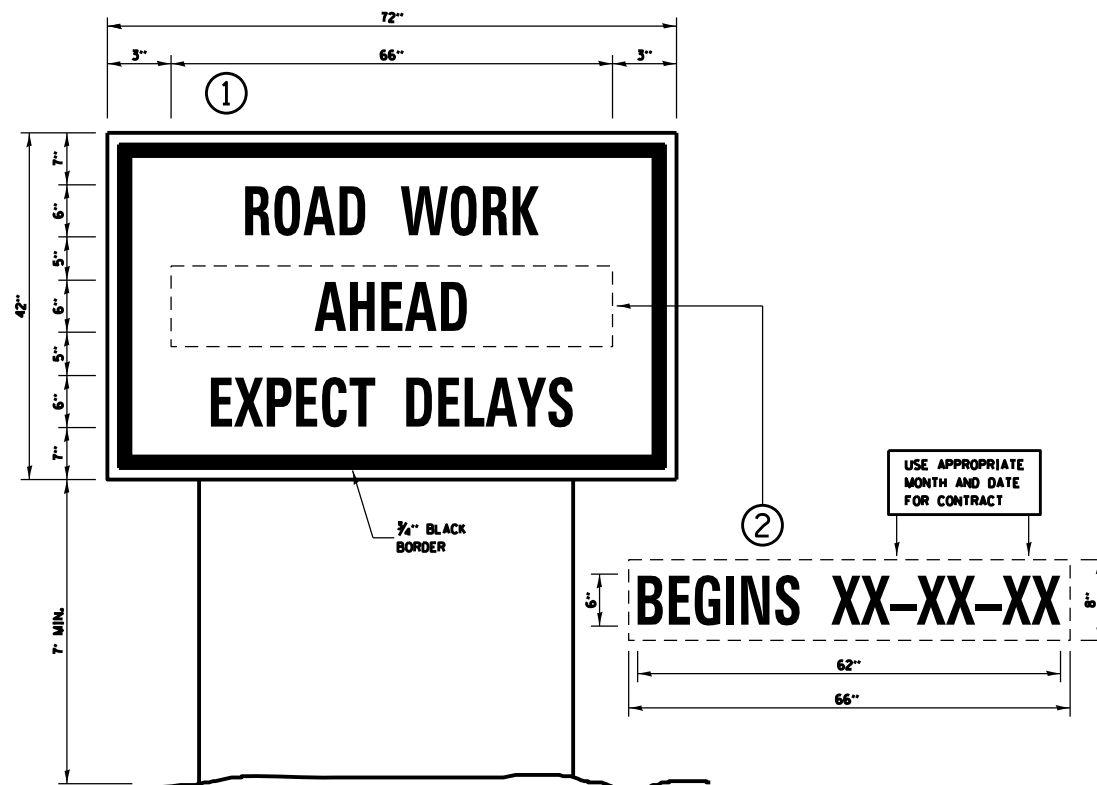 72"
3" 66" 3"
1
7"
6"
5"
6"
5"
6"
7"
42"
ROAD WORK
AHEAD
EXPECT DELAYS
3/4" BLACK
BORDER
7' MIN.
2
USE APPROPRIATE
MONTH AND DATE
FOR CONTRACT
6"
BEGINS XX-XX-XX
8"
62"
66"